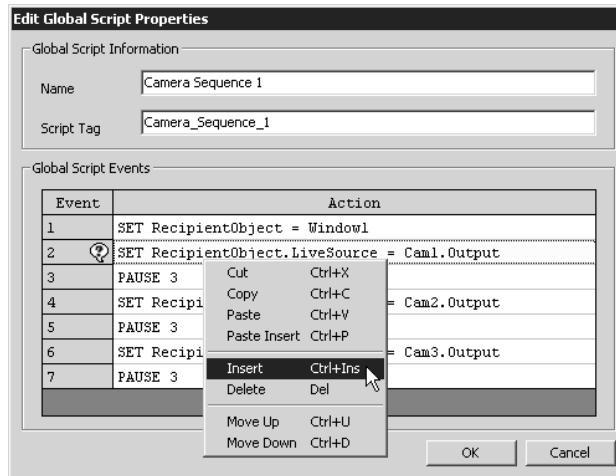 Edit Global Script Properties
Global Script Information
Name Camera Sequence 1
Script Tag Camera_Sequence_1
Global Script Events
Event Action
1 SET RecipientObject = Window1
2 SET RecipientObject.LiveSource = Cam1.Output
3 PAUSE 3
4 SET Recipi = Cam2.Output
5 PAUSE 3
6 SET Recipi = Cam3.Output
7 PAUSE 3
Cut Ctrl+X
Copy Ctrl+C
Paste Ctrl+V
Paste Insert Ctrl+P
Insert Ctrl+Ins
Delete Del
Move Up Ctrl+U
Move Down Ctrl+D
OK Cancel